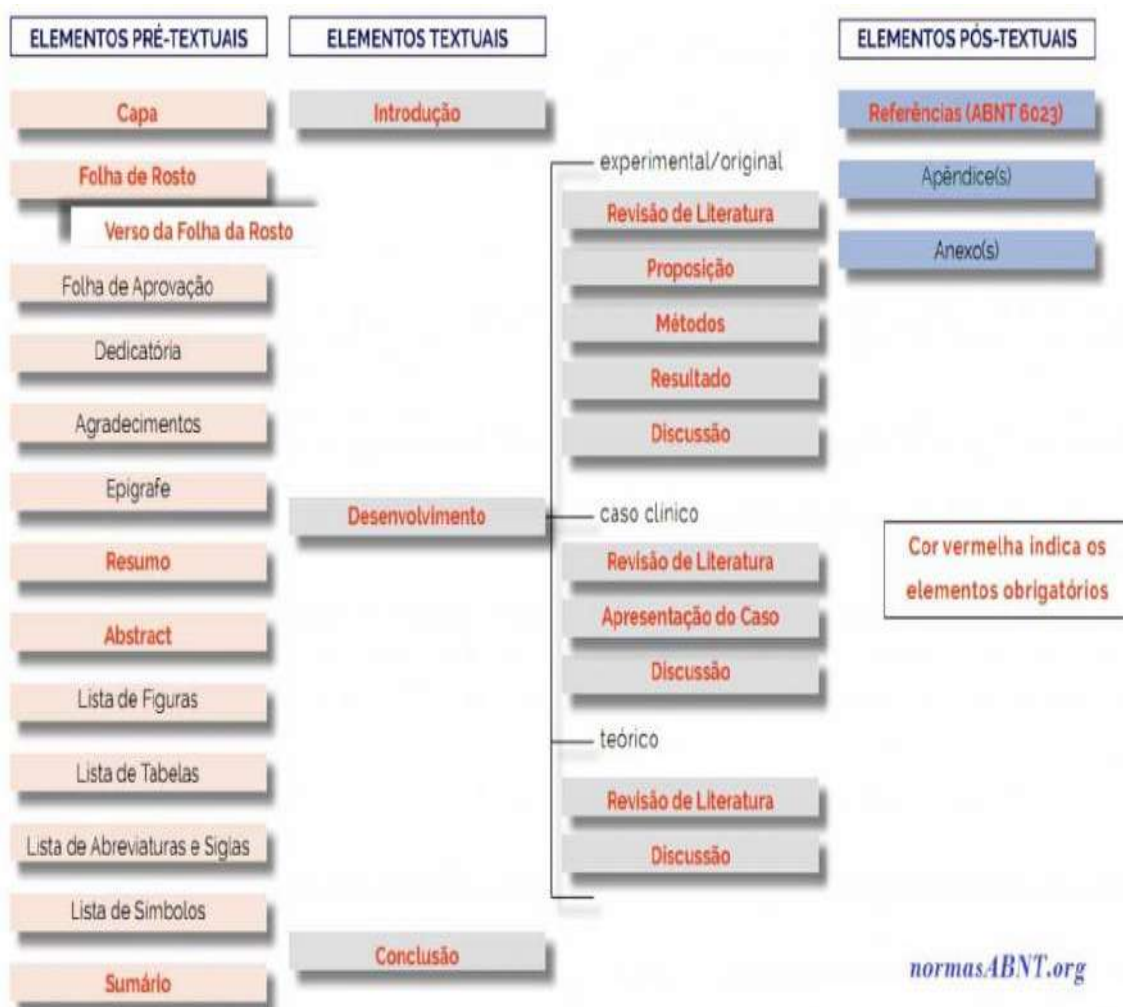 ELEMENTOS PRÉ-TEXTUAIS
Capa
Folha de Rosto
Verso da Folha da Rosto
Folha de Aprovação
Dedicatória
Agradecimentos
Epigrafe
Resumo
Abstract
Lista de Figuras
Lista de Tabelas
Lista de Abreviaturas e Siglas
Lista de Simbolos
Sumário
ELEMENTOS TEXTUAIS
Introdução
Desenvolvimento
experimental/original
Revisão de Literatura
Proposição
Métodos
Resultado
Discussão
caso clínico
Revisão de Literatura
Apresentação do Caso
Discussão
teórico
Revisão de Literatura
Discussão
Conclusão
ELEMENTOS PÓS-TEXTUAIS
Referências (ABNT 6023)
Apêndice(s)
Anexo(s)
Cor vermelha indica os
elementos obrigatórios
normasABNT.org